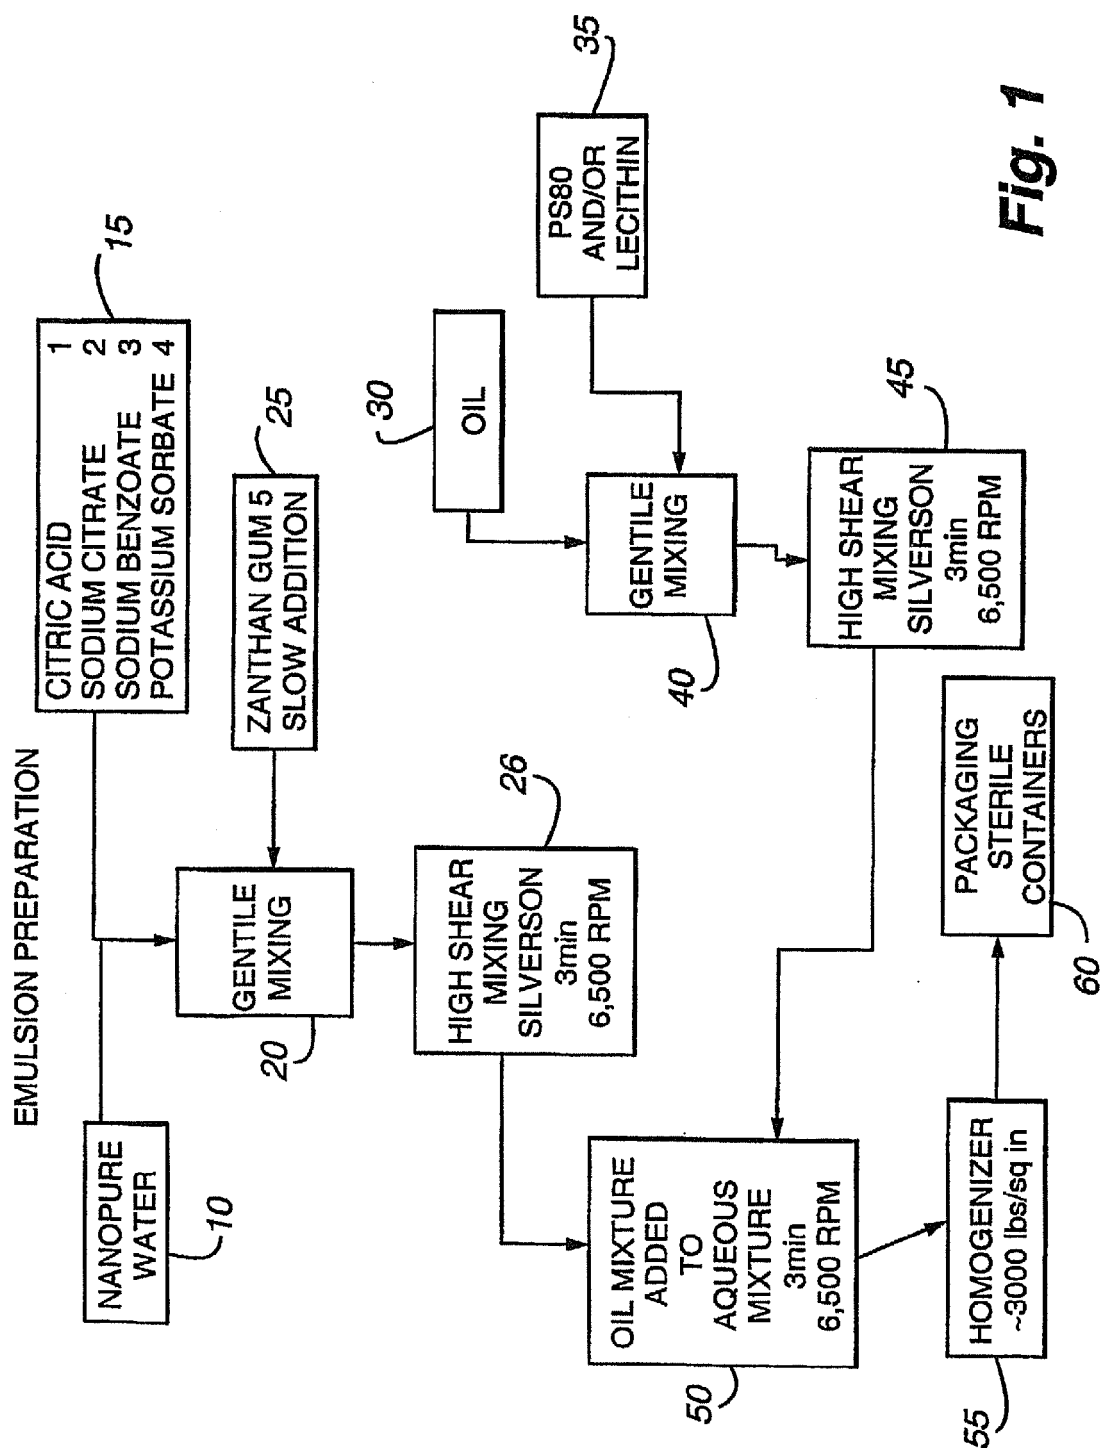 EMULSION PREPARATION
NANOPURE
WATER
10
CITRIC ACID 1
SODIUM CITRATE 2
SODIUM BENZOATE 3
POTASSIUM SORBATE 4
15
GENTILE
MIXING
20
ZANTHAN GUM 5
SLOW ADDITION
25
HIGH SHEAR
MIXING
SILVERSON
3min
6,500 RPM
26
OIL
30
PS80
AND/OR
LECITHIN
35
GENTILE
MIXING
40
HIGH SHEAR
MIXING
SILVERSON
3min
6,500 RPM
45
OIL MIXTURE
ADDED
TO
AQUEOUS
MIXTURE
3min
6,500 RPM
50
HOMOGENIZER
~3000 lbs/sq in
55
PACKAGING
STERILE
CONTAINERS
60
Fig. 1